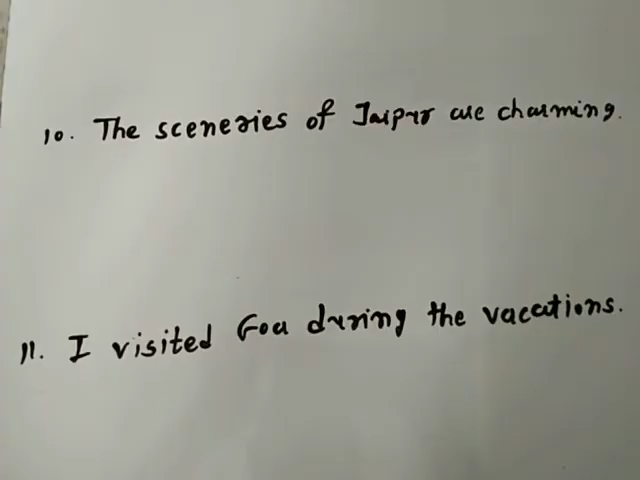 10. The sceneries of Jaipur are charming.
11. I visited Goa during the vacations.